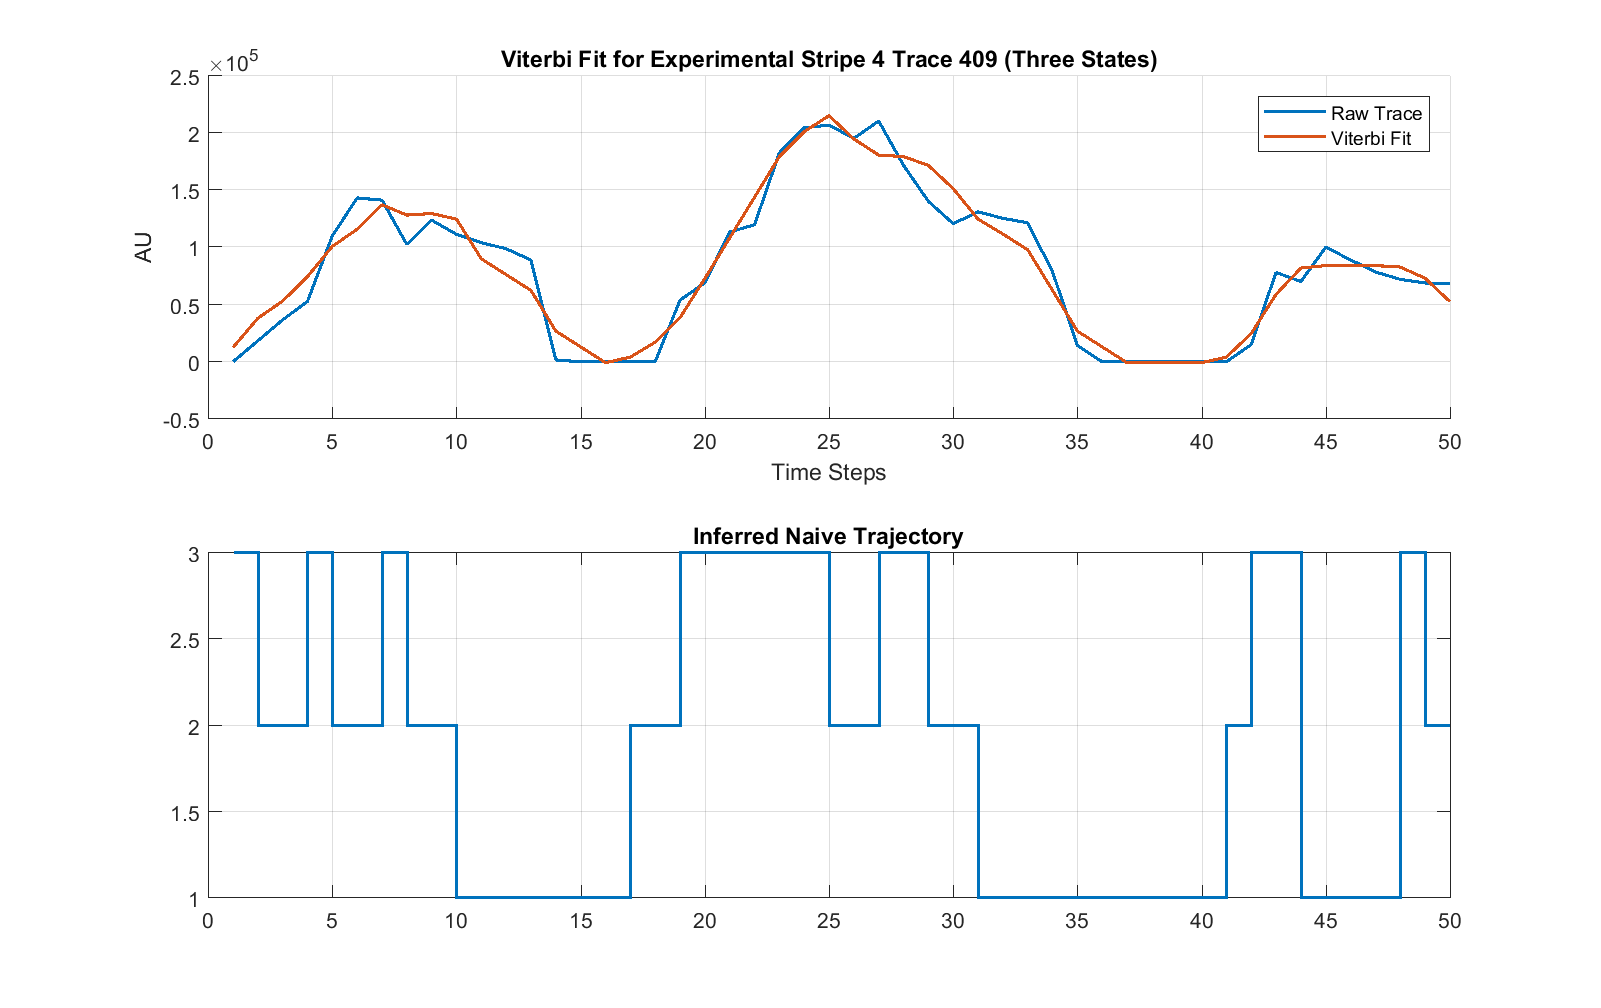 Viterbi Fit for Experimental Stripe 4 Trace 409 (Three States)
×10^5
2.5
2
1.5
1
0.5
0
-0.5
AU
Raw Trace
Viterbi Fit
0 5 10 15 20 25 30 35 40 45 50
Time Steps
Inferred Naive Trajectory
3
2.5
2
1.5
1
0 5 10 15 20 25 30 35 40 45 50